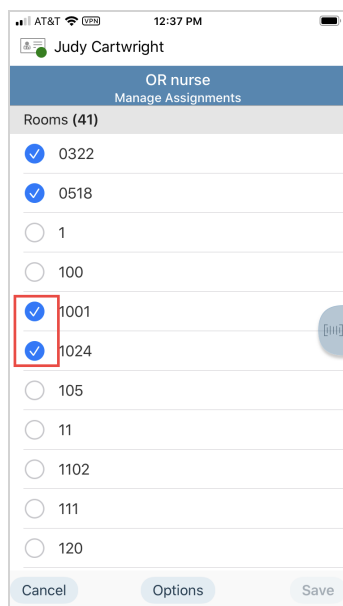 AT&T VPN 12:37 PM
Judy Cartwright
OR nurse
Manage Assignments
Rooms (41)
0322
0518
1
100
1001
1024
105
11
1102
111
120
Cancel Options Save